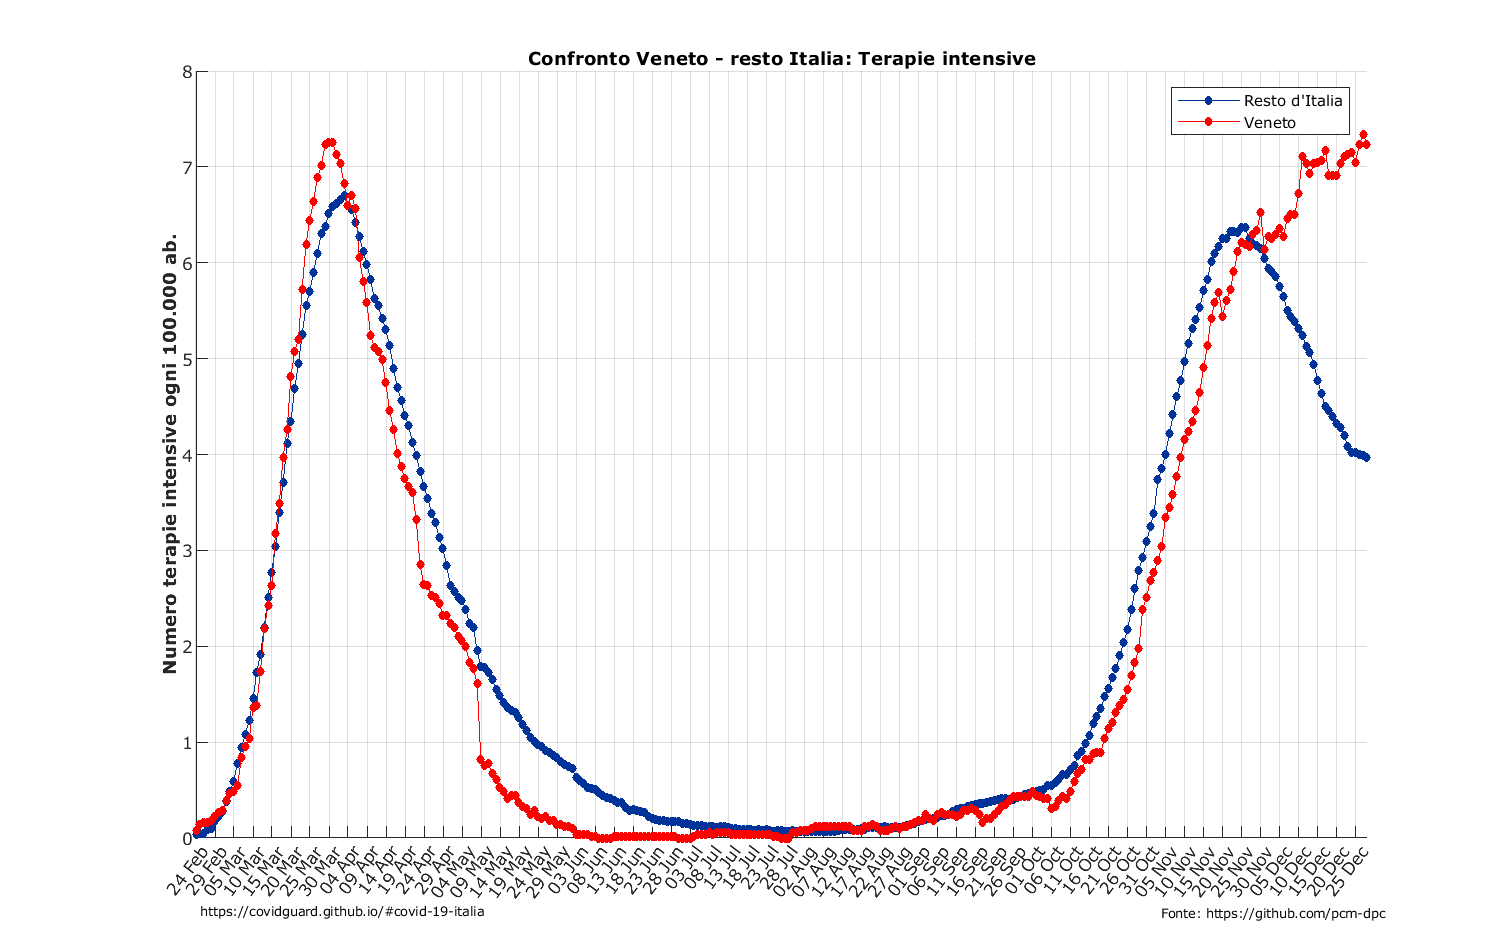 Confronto Veneto - resto Italia: Terapie intensive
Resto d'Italia
Veneto
Numero terapie intensive ogni 100.000 ab.
8
7
6
5
4
3
2
1
0
24 Feb
29 Feb
05 Mar
10 Mar
15 Mar
20 Mar
25 Mar
30 Mar
04 Apr
09 Apr
14 Apr
19 Apr
24 Apr
29 Apr
04 May
09 May
14 May
19 May
24 May
29 May
03 Jun
08 Jun
13 Jun
18 Jun
23 Jun
28 Jun
03 Jul
08 Jul
13 Jul
18 Jul
23 Jul
28 Jul
02 Aug
07 Aug
12 Aug
17 Aug
22 Aug
27 Aug
01 Sep
06 Sep
11 Sep
16 Sep
21 Sep
26 Sep
01 Oct
06 Oct
11 Oct
16 Oct
21 Oct
26 Oct
31 Oct
05 Nov
10 Nov
15 Nov
20 Nov
25 Nov
30 Nov
05 Dec
10 Dec
15 Dec
20 Dec
25 Dec
https://covidguard.github.io/#covid-19-italia
Fonte: https://github.com/pcm-dpc